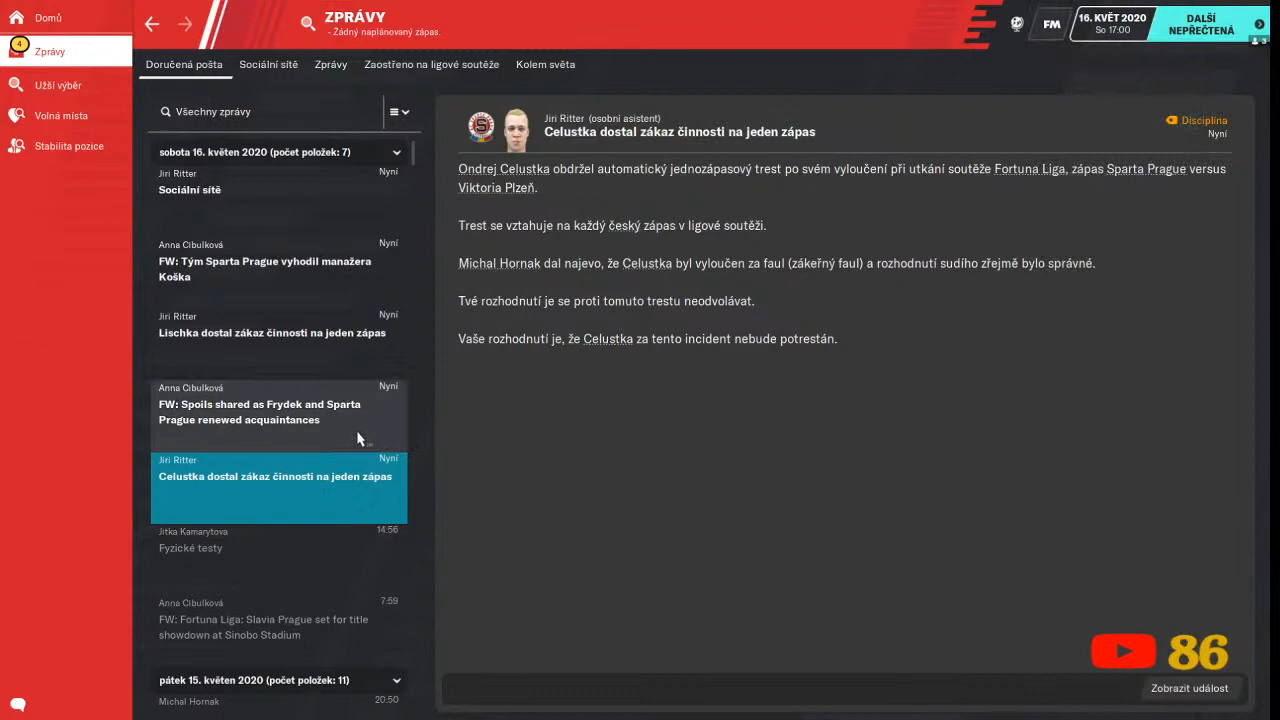 Domů
4
Zprávy
Užší výběr
Volná místa
Stabilita pozice
ZPRÁVY
- Žádný naplánovaný zápas.
FM
16. KVĚT 2020
So 17:00
DALŠÍ
NEPŘEČTENÁ
3
Doručená pošta
Sociální sítě
Zprávy
Zaostřeno na ligové soutěže
Kolem světa
Všechny zprávy
sobota 16. květen 2020 (počet položek: 7)
Jiri Ritter
Nyní
Sociální sítě
Anna Cibulková
Nyní
FW: Tým Sparta Prague vyhodil manažera
Koška
Jiri Ritter
Nyní
Lischka dostal zákaz činnosti na jeden zápas
Anna Cibulková
Nyní
FW: Spoils shared as Frydek and Sparta
Prague renewed acquaintances
Jiri Ritter
Nyní
Celustka dostal zákaz činnosti na jeden zápas
Jitka Kamarytova
14:56
Fyzické testy
Anna Cibulková
7:59
FW: Fortuna Liga: Slavia Prague set for title
showdown at Sinobo Stadium
pátek 15. květen 2020 (počet položek: 11)
Michal Hornak
20:50
Jiri Ritter (osobní asistent)
Celustka dostal zákaz činnosti na jeden zápas
Disciplína
Nyní
Ondrej Celustka obdržel automatický jednozápasový trest po svém vyloučení při utkání soutěže Fortuna Liga, zápas Sparta Prague versus
Viktoria Plzeň.
Trest se vztahuje na každý český zápas v ligové soutěži.
Michal Hornak dal najevo, že Celustka byl vyloučen za faul (zákeřný faul) a rozhodnutí sudího zřejmě bylo správné.
Tvé rozhodnutí je se proti tomuto trestu neodvolávat.
Vaše rozhodnutí je, že Celustka za tento incident nebude potrestán.
86
Zobrazit událost